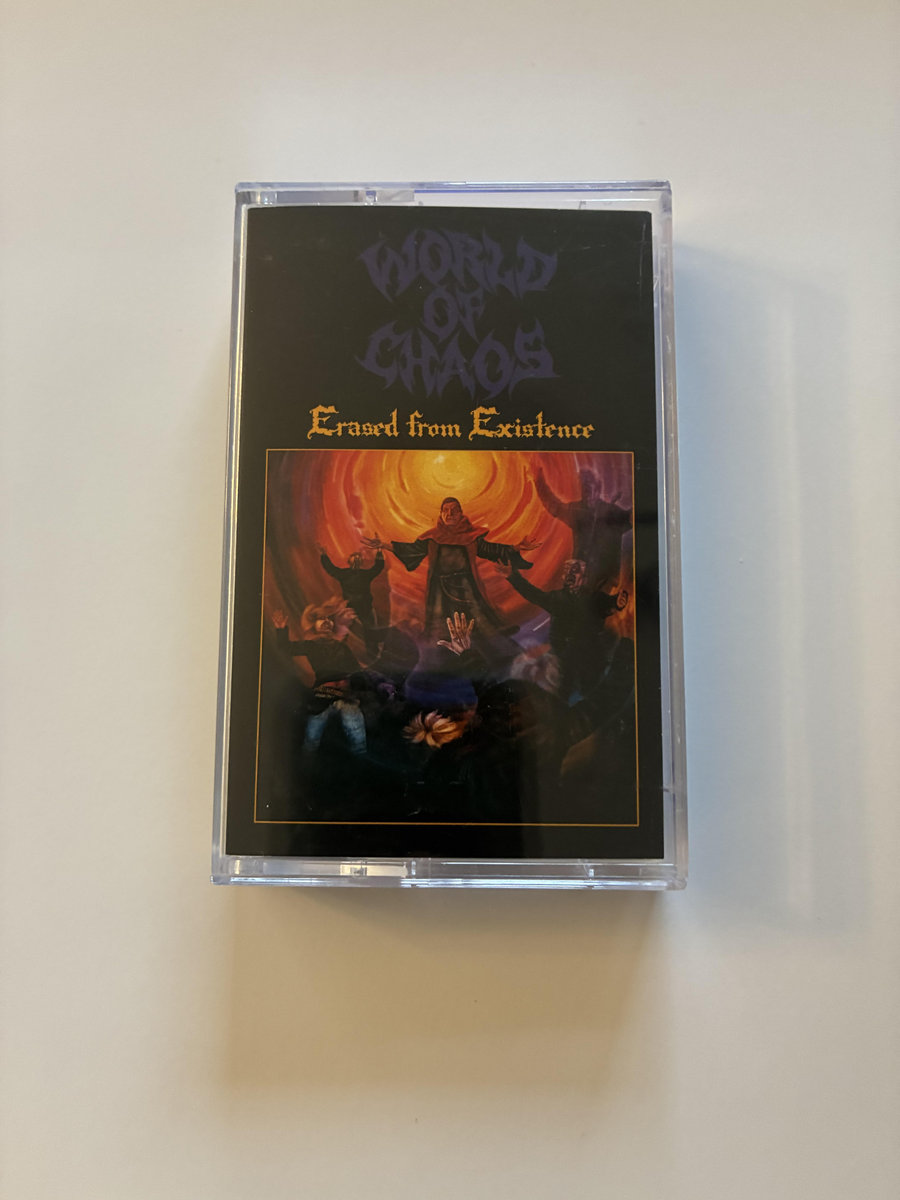 WORLD
OF
CHAOS
Erased from Existence